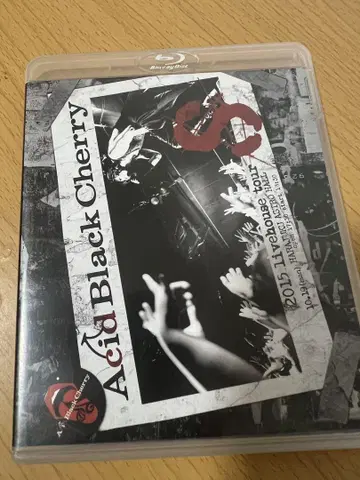 Blu-ray Disc
Acid Black Cherry
S
2015 livehouse tour
Acid Black Cherry